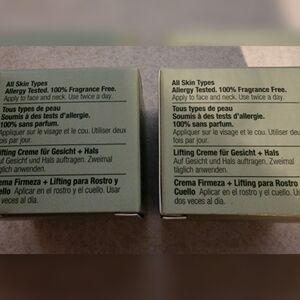 All Skin Types
Allergy Tested. 100% Fragrance Free.
Apply to face and neck. Use twice a day.
Tous types de peau
Soumis à des tests d'allergie.
100% sans parfum.
Appliquer sur le visage et le cou. Utiliser deux
fois par jour.
Lifting Creme für Gesicht + Hals
Auf Gesicht und Hals auftragen. Zweimal
täglich anwenden.
Crema Firmeza + Lifting para Rostro y
Cuello Aplicar en el rostro y el cuello. Usar
dos veces al día.
All Skin Types
Allergy Tested. 100% Fragrance Free.
Apply to face and neck. Use twice a day.
Tous types de peau
Soumis à des tests d'allergie.
100% sans parfum.
Appliquer sur le visage et le cou. Utiliser deux
fois par jour.
Lifting Creme für Gesicht + Hals
Auf Gesicht und Hals auftragen. Zweimal
täglich anwenden.
Crema Firmeza + Lifting para Rostro y
Cuello Aplicar en el rostro y el cuello. Usar
dos veces al día.